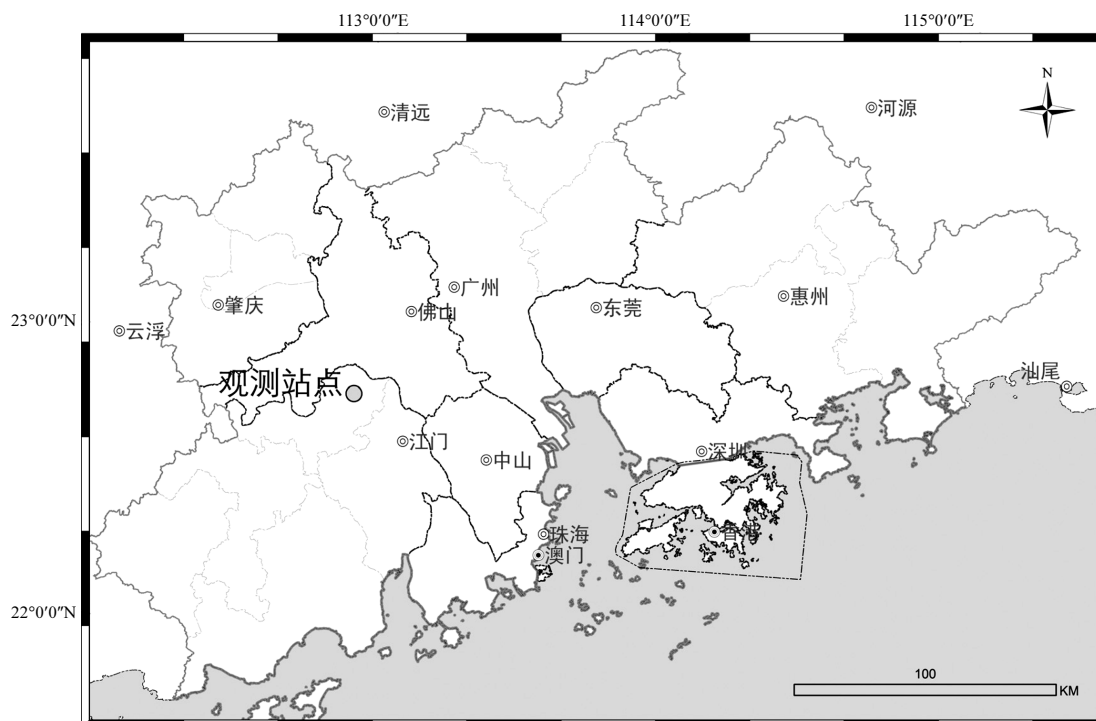 113°0′0″E
114°0′0″E
115°0′0″E
N
清远
河源
广州
惠州
肇庆
佛山
东莞
23°0′0″N
云浮
汕尾
观测站点
江门
深圳
中山
珠海
香港
澳门
22°0′0″N
100
KM